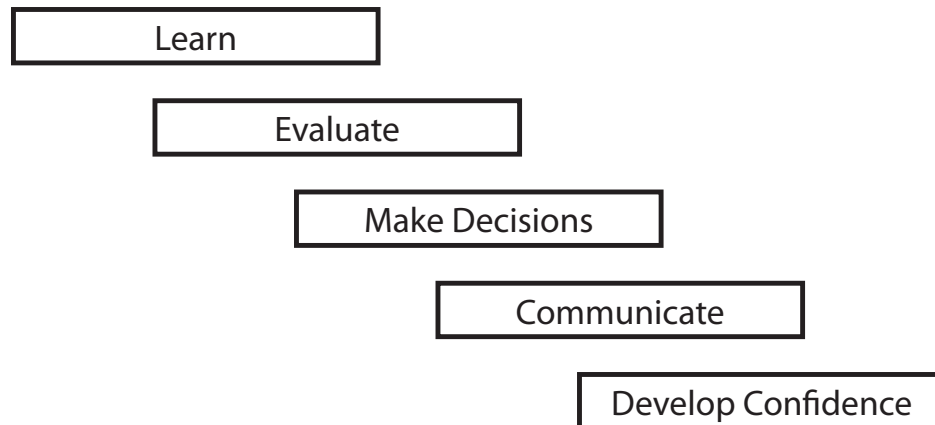 Learn
Evaluate
Make Decisions
Communicate
Develop Confidence